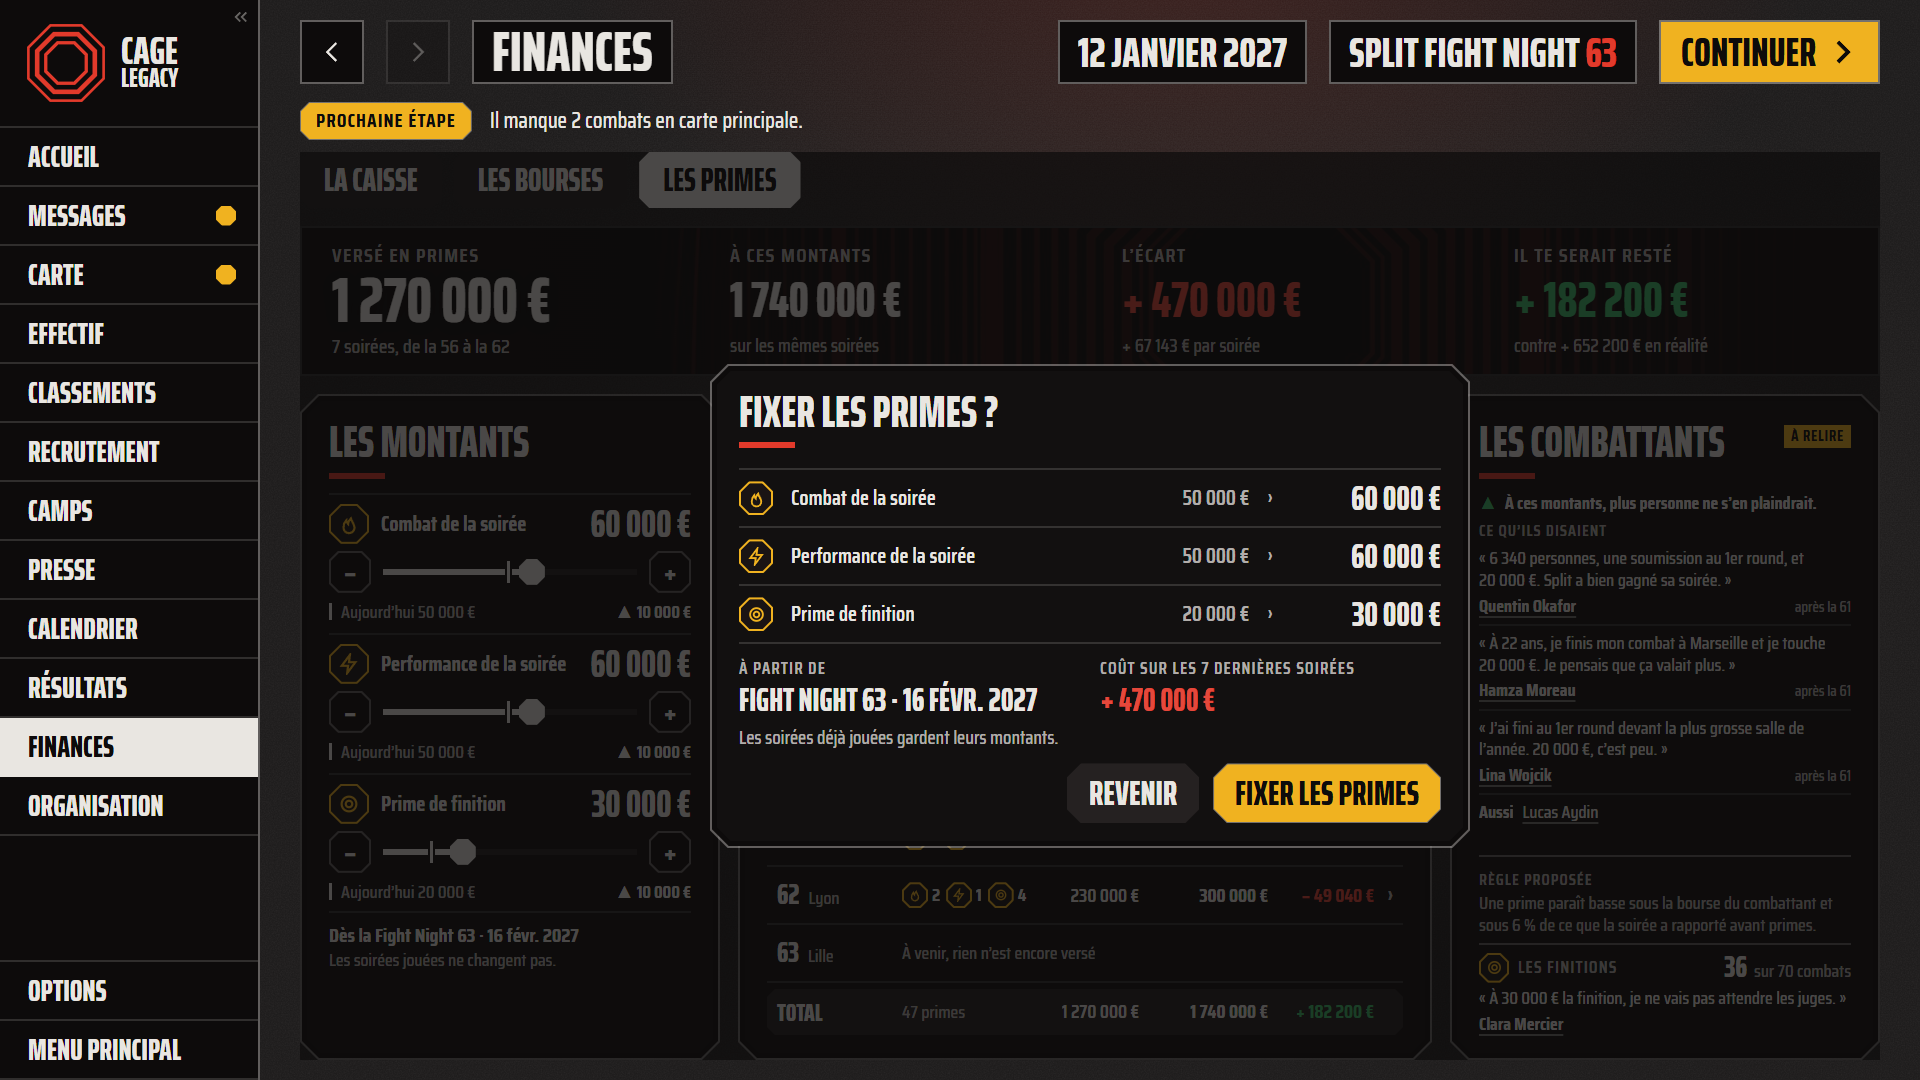 CAGE
LEGACY
«
ACCUEIL
MESSAGES
CARTE
EFFECTIF
CLASSEMENTS
RECRUTEMENT
CAMPS
PRESSE
CALENDRIER
RÉSULTATS
FINANCES
ORGANISATION
OPTIONS
MENU PRINCIPAL
FINANCES
12 JANVIER 2027
SPLIT FIGHT NIGHT 63
CONTINUER
PROCHAINE ÉTAPE Il manque 2 combats en carte principale.
LA CAISSE LES BOURSES LES PRIMES
VERSÉ EN PRIMES
1 270 000 €
7 soirées, de la 56 à la 62
À CES MONTANTS
1 740 000 €
sur les mêmes soirées
L'ÉCART
+ 470 000 €
+ 67 143 € par soirée
IL TE SERAIT RESTÉ
+ 182 200 €
contre + 652 200 € en réalité
LES MONTANTS
Combat de la soirée 60 000 €
− +
Aujourd'hui 50 000 € ▲ 10 000 €
Performance de la soirée 60 000 €
− +
Aujourd'hui 50 000 € ▲ 10 000 €
Prime de finition 30 000 €
− +
Aujourd'hui 20 000 € ▲ 10 000 €
Dès la Fight Night 63 · 16 févr. 2027
Les soirées jouées ne changent pas.
FIXER LES PRIMES ?
Combat de la soirée 50 000 € › 60 000 €
Performance de la soirée 50 000 € › 60 000 €
Prime de finition 20 000 € › 30 000 €
À PARTIR DE
FIGHT NIGHT 63 · 16 FÉVR. 2027
Les soirées déjà jouées gardent leurs montants.
COÛT SUR LES 7 DERNIÈRES SOIRÉES
+ 470 000 €
REVENIR FIXER LES PRIMES
62 Lyon 2 1 4 230 000 € 300 000 € − 49 040 € ›
63 Lille À venir, rien n'est encore versé
TOTAL 47 primes 1 270 000 € 1 740 000 € + 182 200 €
LES COMBATTANTS À RELIRE
▲ À ces montants, plus personne ne s'en plaindrait.
CE QU'ILS DISAIENT
« 6 340 personnes, une soumission au 1er round, et
20 000 €. Split a bien gagné sa soirée. »
Quentin Okafor après la 61
« À 22 ans, je finis mon combat à Marseille et je touche
20 000 €. Je pensais que ça valait plus. »
Hamza Moreau après la 61
« J'ai fini au 1er round devant la plus grosse salle de
l'année. 20 000 €, c'est peu. »
Lina Wojcik après la 61
Aussi Lucas Aydin
RÈGLE PROPOSÉE
Une prime paraît basse sous la bourse du combattant et
sous 6 % de ce que la soirée a rapporté avant primes.
LES FINITIONS 36 sur 70 combats
« À 30 000 € la finition, je ne vais pas attendre les juges. »
Clara Mercier